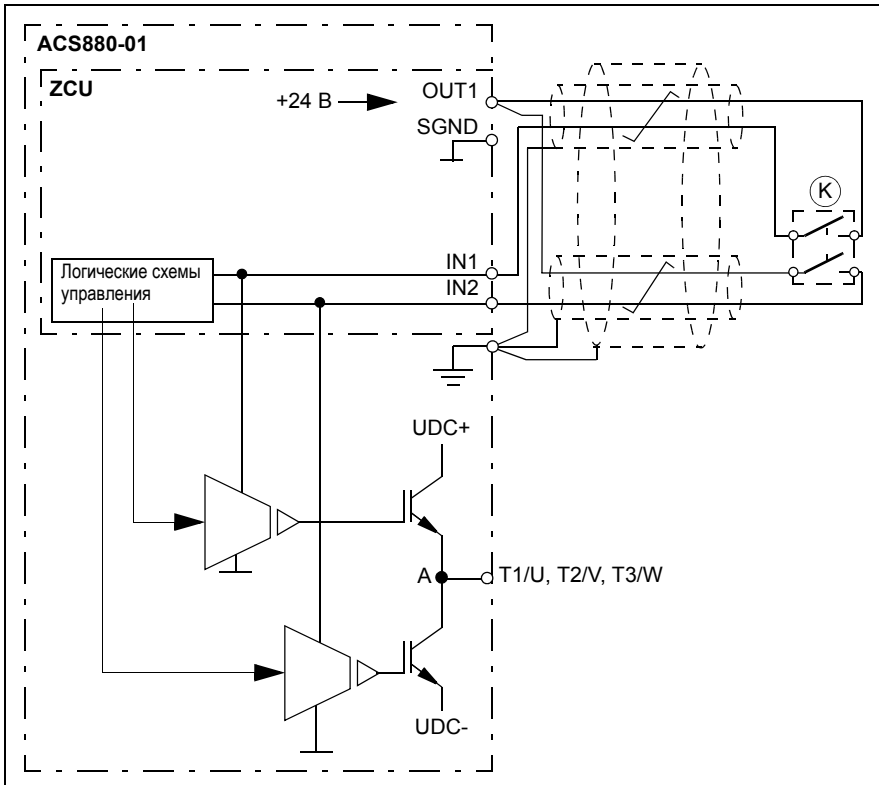 ACS880-01
ZCU
+24 В
OUT1
SGND
K
IN1
IN2
Логические схемы
управления
UDC+
A
T1/U, T2/V, T3/W
UDC-